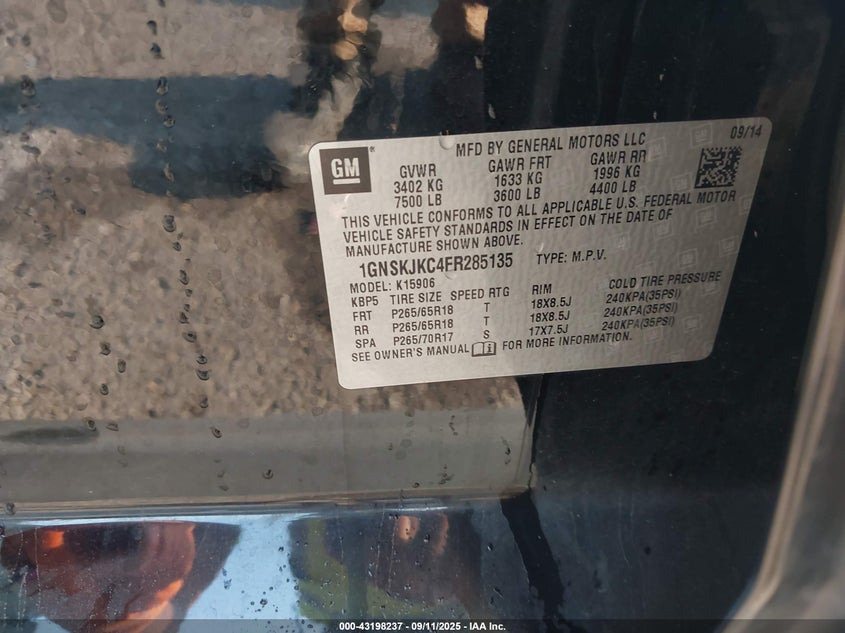 GM
MFD BY GENERAL MOTORS LLC 09/14
GVWR GAWR FRT GAWR RR
3402 KG 1633 KG 1996 KG
7500 LB 3600 LB 4400 LB
THIS VEHICLE CONFORMS TO ALL APPLICABLE U.S. FEDERAL MOTOR
VEHICLE SAFETY STANDARDS IN EFFECT ON THE DATE OF
MANUFACTURE SHOWN ABOVE.
1GNSKJKC4FR285135 TYPE: M.P.V.
MODEL: K15906
KBP5 TIRE SIZE SPEED RTG RIM COLD TIRE PRESSURE
FRT P265/65R18 T 18X8.5J 240KPA(35PSI)
RR P265/65R18 T 18X8.5J 240KPA(35PSI)
SPA P265/70R17 S 17X7.5J 240KPA(35PSI)
SEE OWNER'S MANUAL FOR MORE INFORMATION.
000-43198237 - 09/11/2025 - IAA Inc.